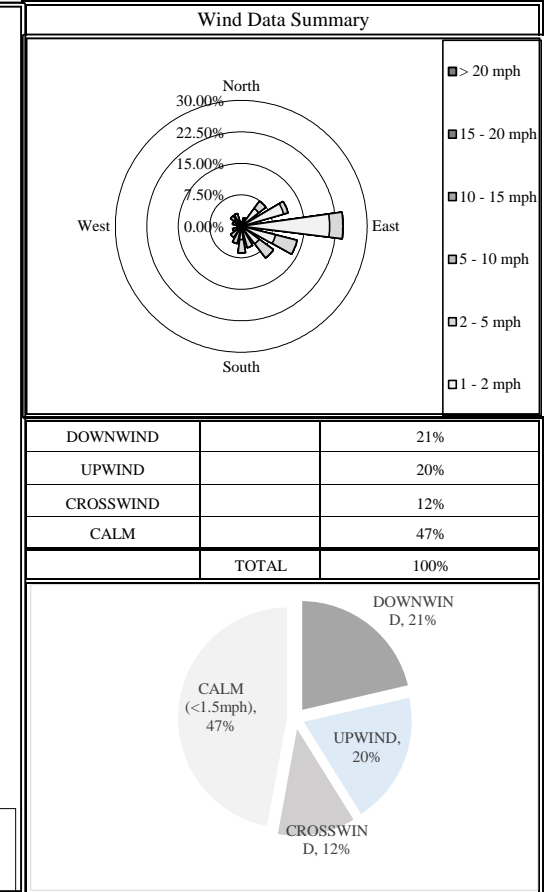 Wind Data Summary
North
30.00%
22.50%
15.00%
7.50%
0.00%
West
East
South
> 20 mph
15 - 20 mph
10 - 15 mph
5 - 10 mph
2 - 5 mph
1 - 2 mph
DOWNWIND 21%
UPWIND 20%
CROSSWIND 12%
CALM 47%
TOTAL 100%
DOWNWIN
D, 21%
CALM
(<1.5mph),
47%
UPWIND,
20%
CROSSWIN
D, 12%